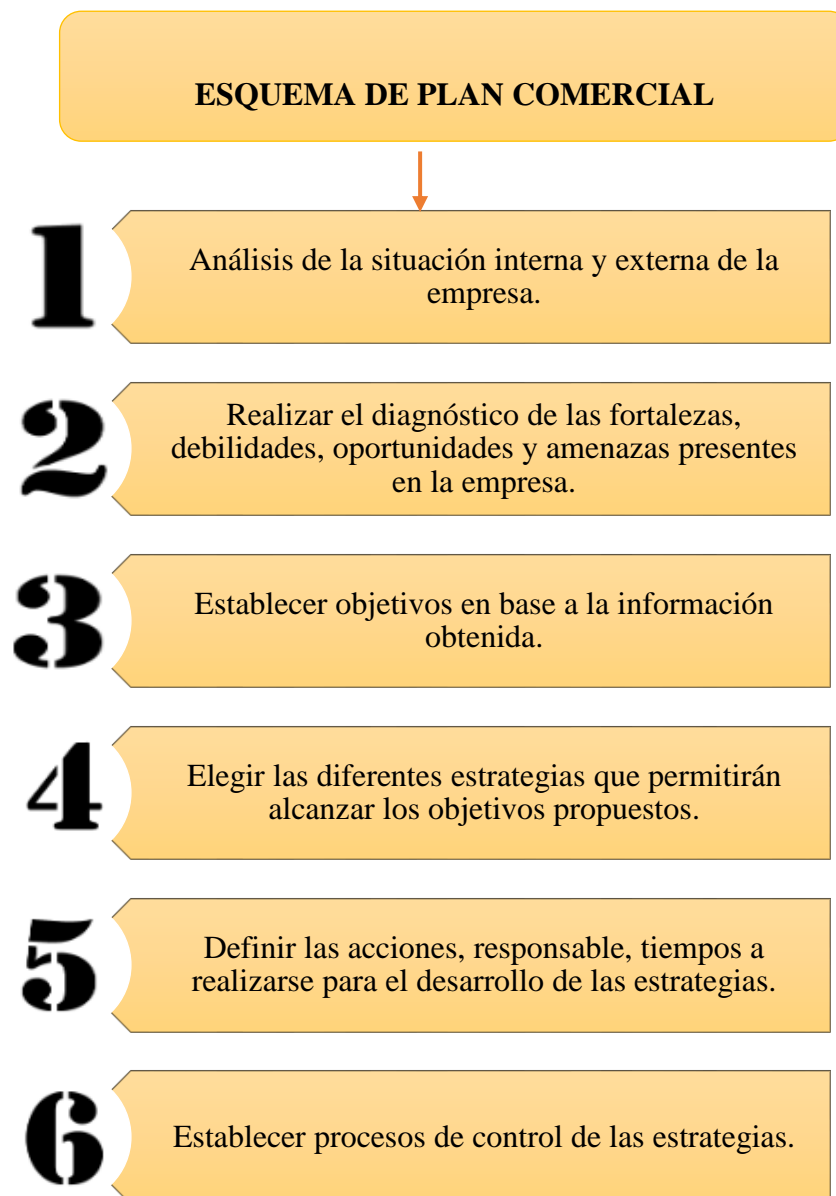 ESQUEMA DE PLAN COMERCIAL
1
Análisis de la situación interna y externa de la
empresa.
2
Realizar el diagnóstico de las fortalezas,
debilidades, oportunidades y amenazas presentes
en la empresa.
3
Establecer objetivos en base a la información
obtenida.
4
Elegir las diferentes estrategias que permitirán
alcanzar los objetivos propuestos.
5
Definir las acciones, responsable, tiempos a
realizarse para el desarrollo de las estrategias.
6
Establecer procesos de control de las estrategias.